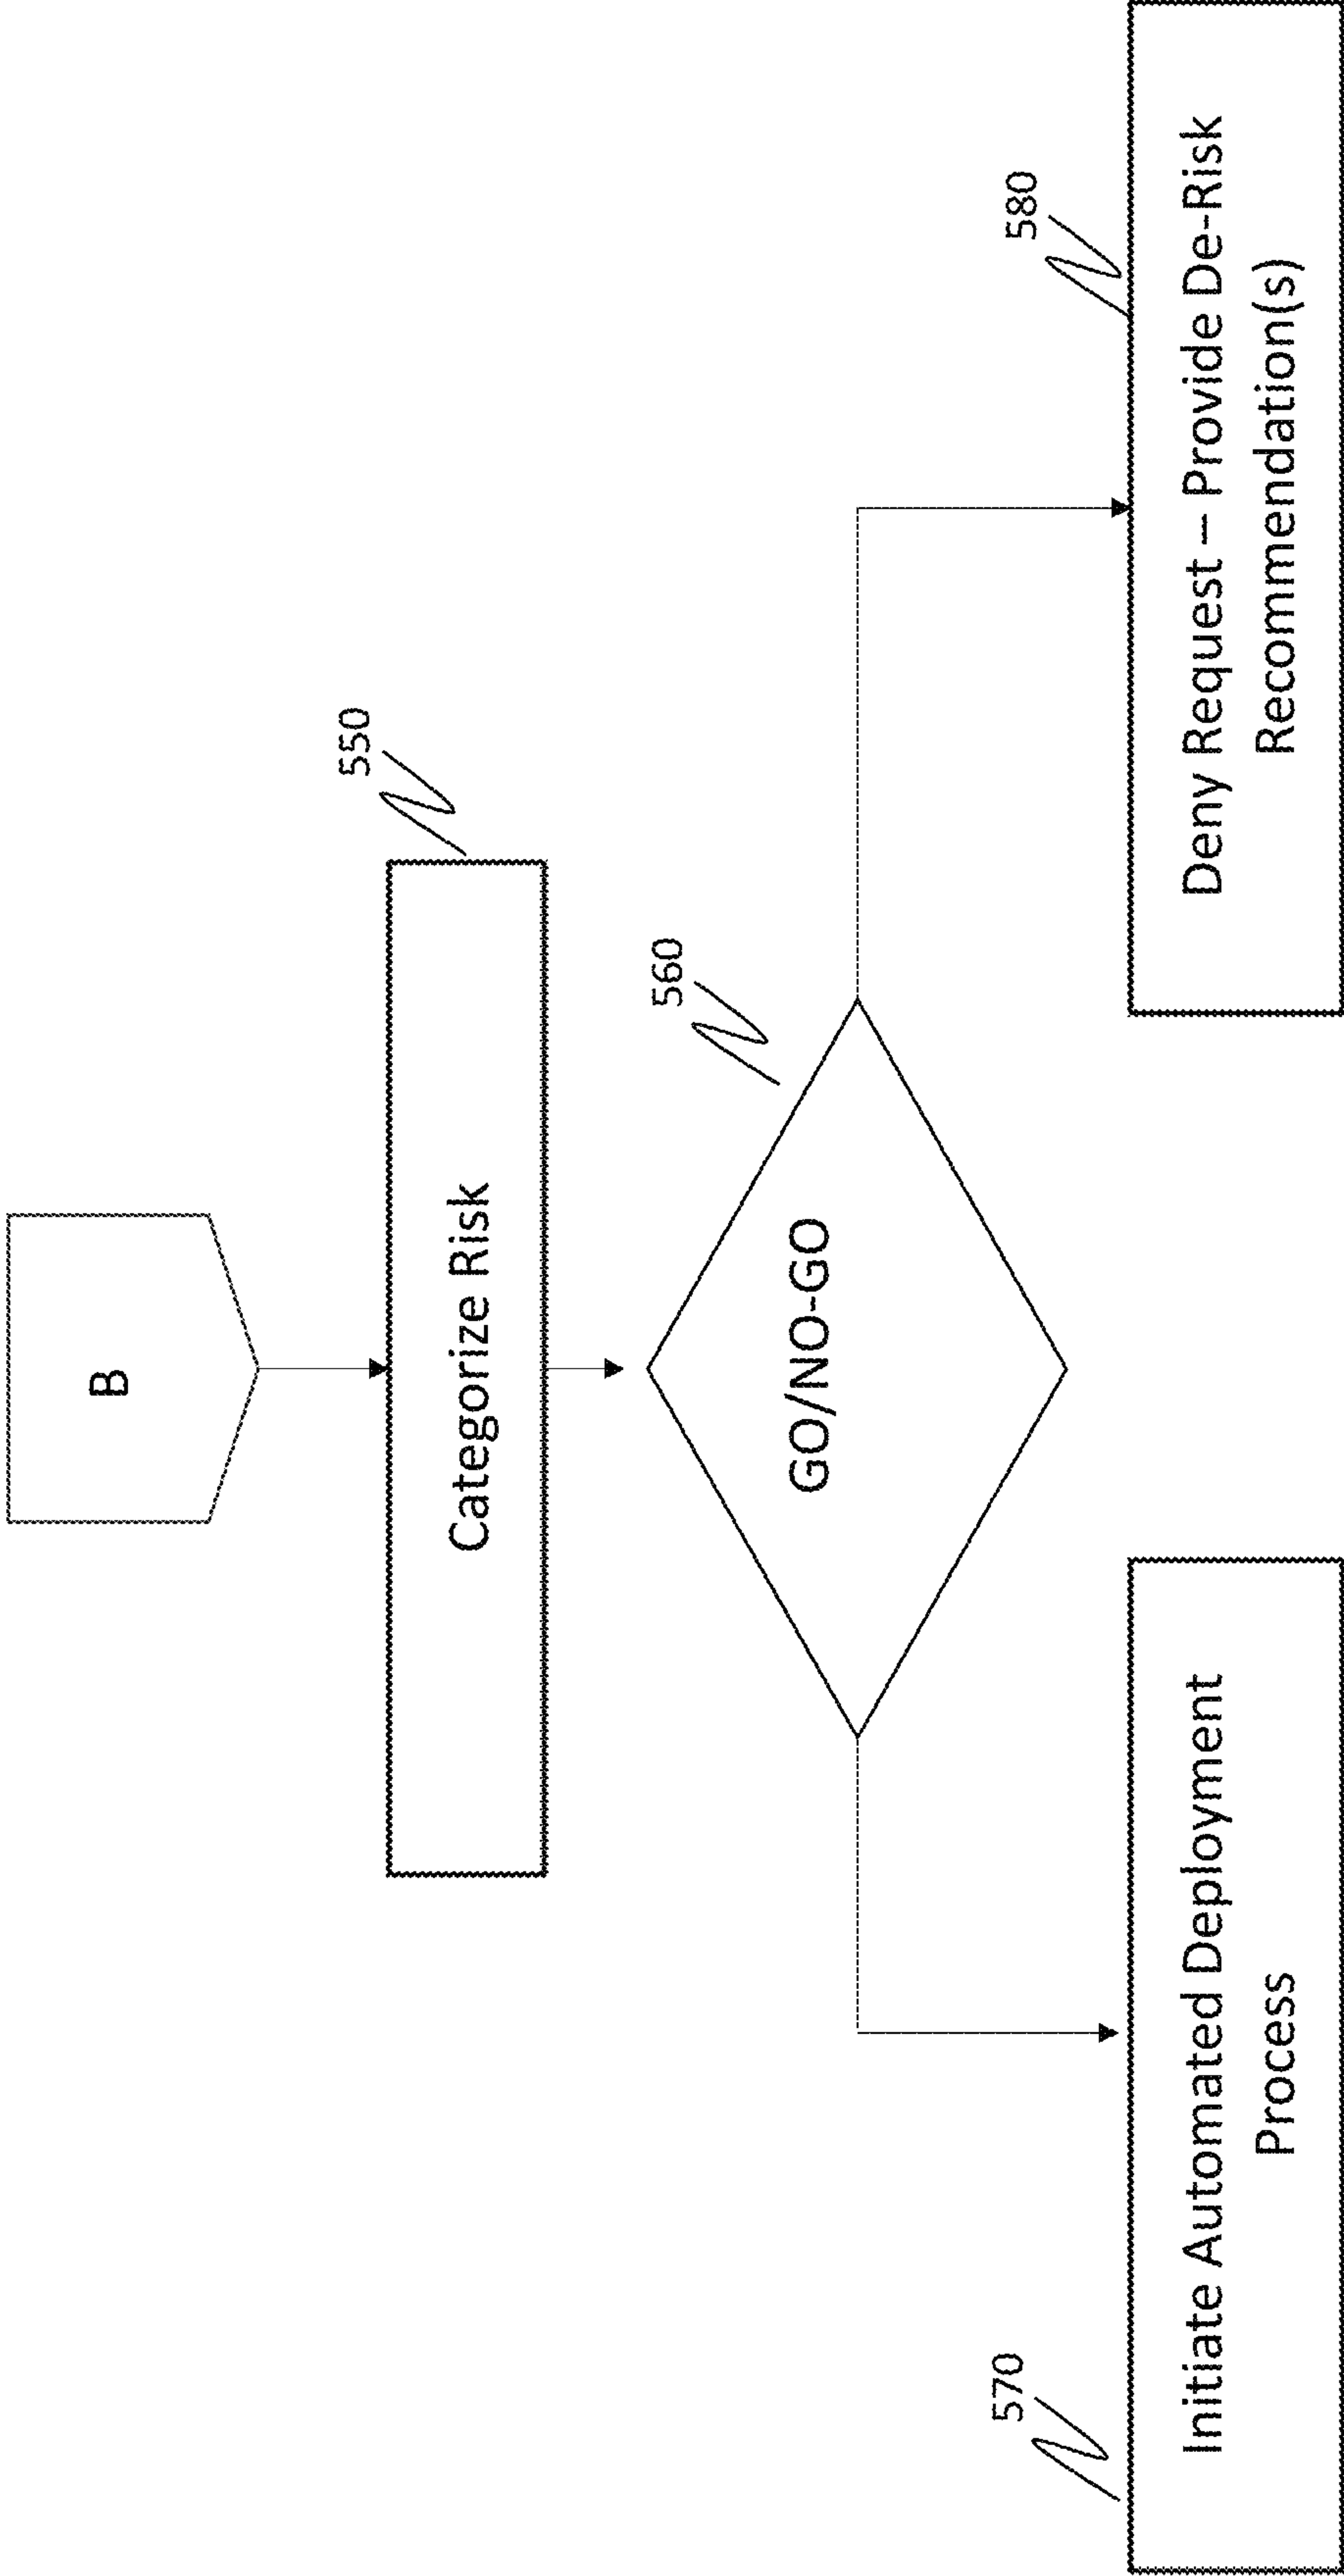 B
550
Categorize Risk
560
GO/NO-GO
570
Initiate Automated Deployment
Process
580
Deny Request – Provide De-Risk
Recommendation(s)